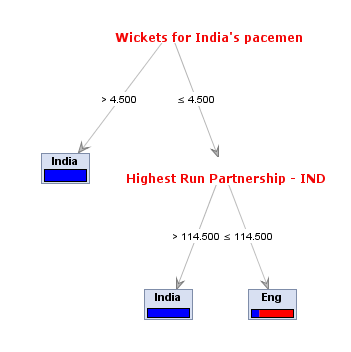 Wickets for India's pacemen
> 4.500
≤ 4.500
India
Highest Run Partnership - IND
> 114.500
≤ 114.500
India
Eng